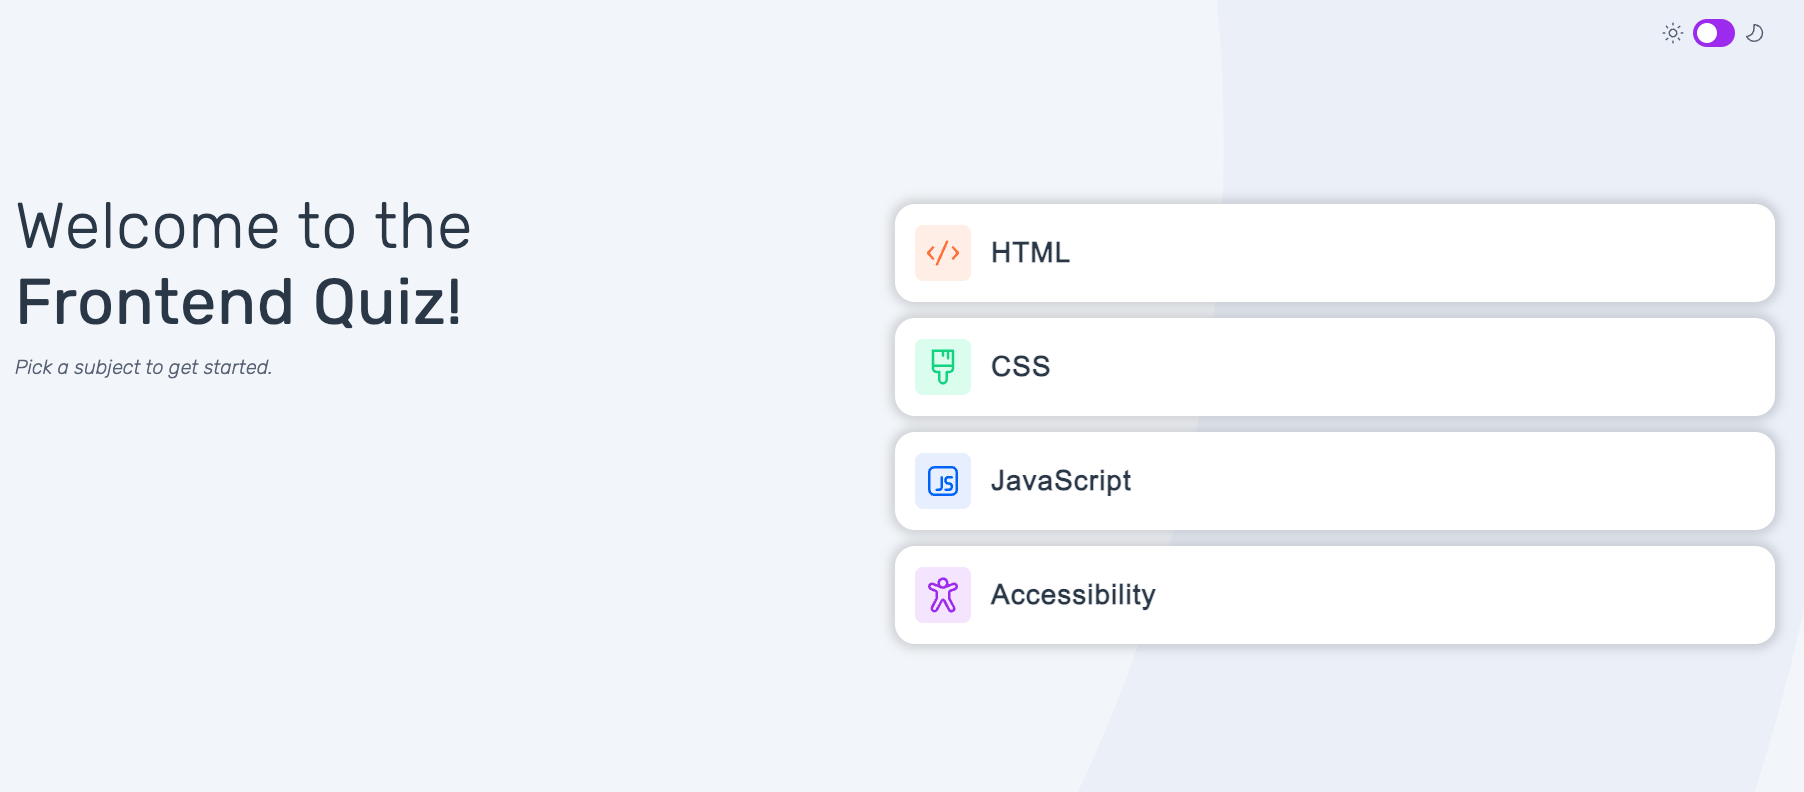 Welcome to the
Frontend Quiz!
Pick a subject to get started.
HTML
CSS
JS
JavaScript
Accessibility